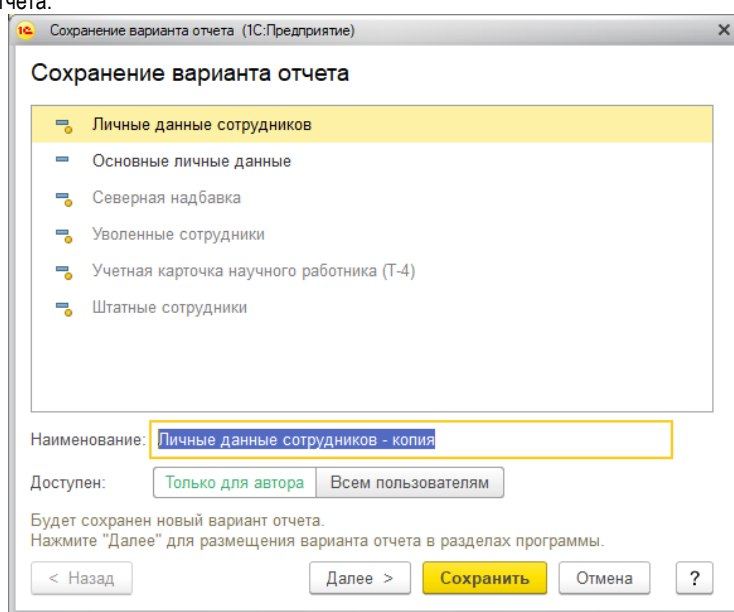 отчета.
1С Сохранение варианта отчета (1С:Предприятие)
Сохранение варианта отчета
Личные данные сотрудников
Основные личные данные
Северная надбавка
Уволенные сотрудники
Учетная карточка научного работника (Т-4)
Штатные сотрудники
Наименование: Личные данные сотрудников - копия
Доступен: Только для автора Всем пользователям
Будет сохранен новый вариант отчета.
Нажмите "Далее" для размещения варианта отчета в разделах программы.
< Назад Далее > Сохранить Отмена ?